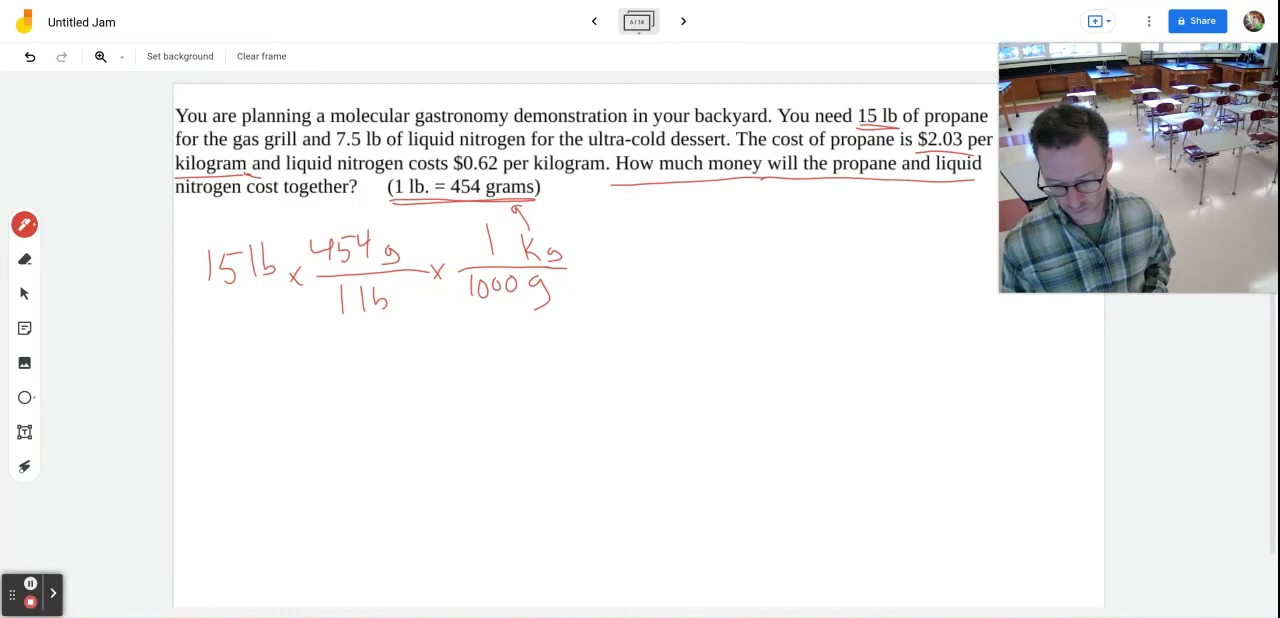 Untitled Jam
6 / 14
Share
Set background
Clear frame
You are planning a molecular gastronomy demonstration in your backyard. You need 15 lb of propane
for the gas grill and 7.5 lb of liquid nitrogen for the ultra-cold dessert. The cost of propane is $2.03 per
kilogram and liquid nitrogen costs $0.62 per kilogram. How much money will the propane and liquid
nitrogen cost together? (1 lb. = 454 grams)
15 lb x 454 g x 1 Kg
1 lb 1000 g